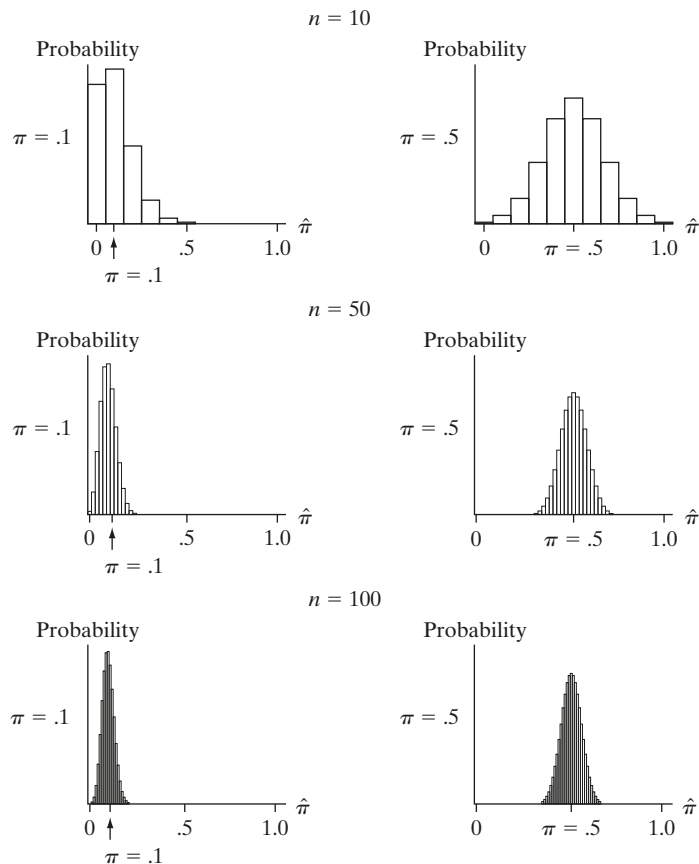 n = 10
Probability
π = .1
0 .5 1.0 π̂
π = .1
Probability
π = .5
0 π = .5 1.0 π̂
n = 50
Probability
π = .1
0 .5 1.0 π̂
π = .1
Probability
π = .5
0 π = .5 1.0 π̂
n = 100
Probability
π = .1
0 .5 1.0 π̂
π = .1
Probability
π = .5
0 π = .5 1.0 π̂